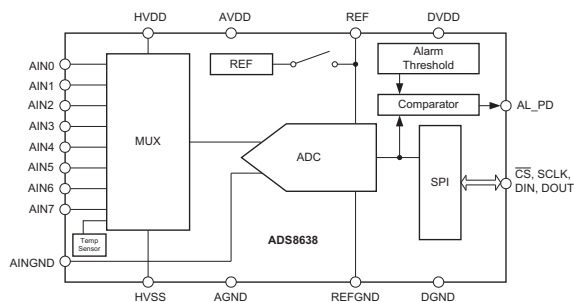 HVDD AVDD REF DVDD
AIN0
AIN1
AIN2
AIN3
AIN4
AIN5
AIN6
AIN7
AINGND
MUX
Temp
Sensor
REF
ADC
Alarm
Threshold
Comparator
SPI
AL_PD
CS, SCLK,
DIN, DOUT
ADS8638
HVSS AGND REFGND DGND